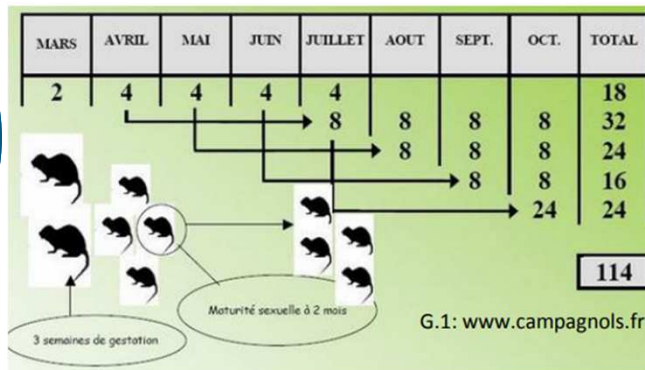 MARS AVRIL MAI JUIN JUILLET AOUT SEPT. OCT. TOTAL
2 4 4 4 4 18
8 8 8 8 32
8 8 8 24
8 8 16
24 24
114
Maturité sexuelle à 2 mois
G.1: www.campagnols.fr
3 semaines de gestation